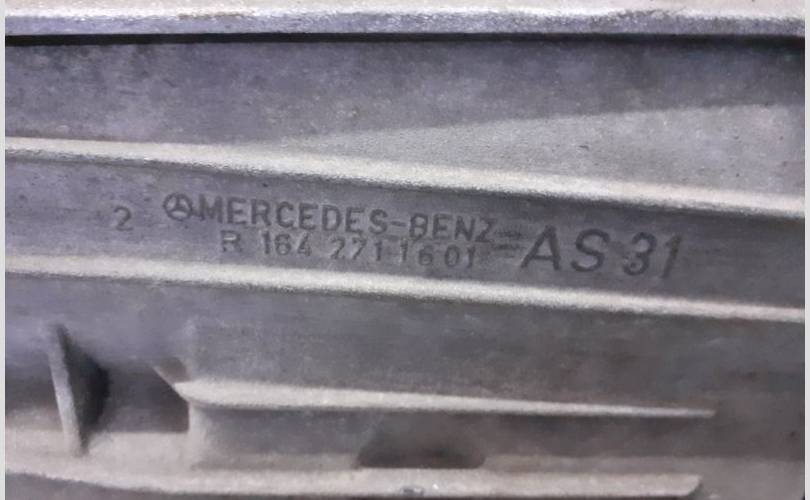 2 MERCEDES-BENZ AS 31
R 164 271 16 01